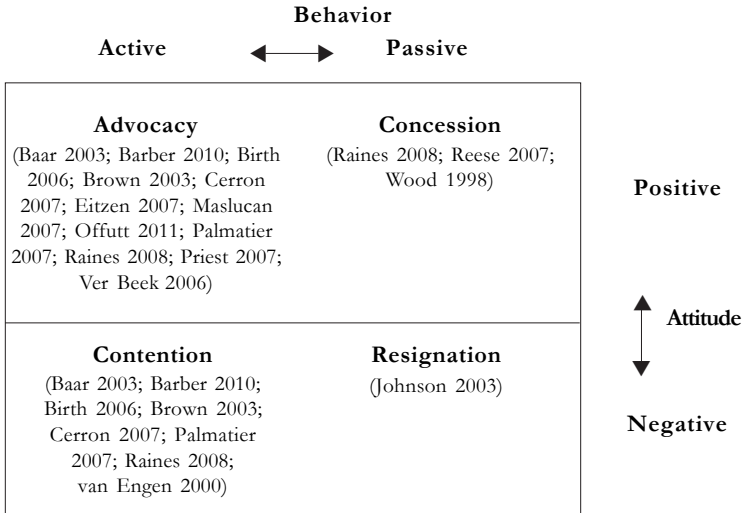 Behavior
Active Passive
Advocacy
(Baar 2003; Barber 2010; Birth
2006; Brown 2003; Cerron
2007; Eitzen 2007; Maslucan
2007; Offutt 2011; Palmatier
2007; Raines 2008; Priest 2007;
Ver Beek 2006)
Concession
(Raines 2008; Reese 2007;
Wood 1998)
Positive
Attitude
Contention
(Baar 2003; Barber 2010;
Birth 2006; Brown 2003;
Cerron 2007; Palmatier
2007; Raines 2008;
van Engen 2000)
Resignation
(Johnson 2003)
Negative